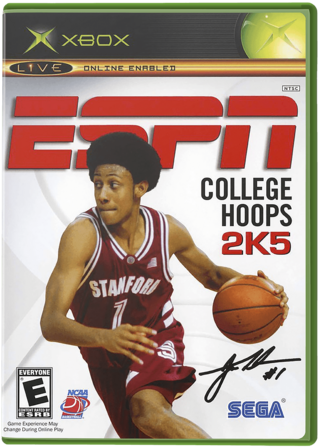 XBOX
LIVE ONLINE ENABLED
NTSC
ESPN
COLLEGE
HOOPS
2K5
STANFORD
1
#1
EVERYONE
E
CONTENT RATED BY
ESRB
NCAA
Game Experience May
Change During Online Play
SEGA